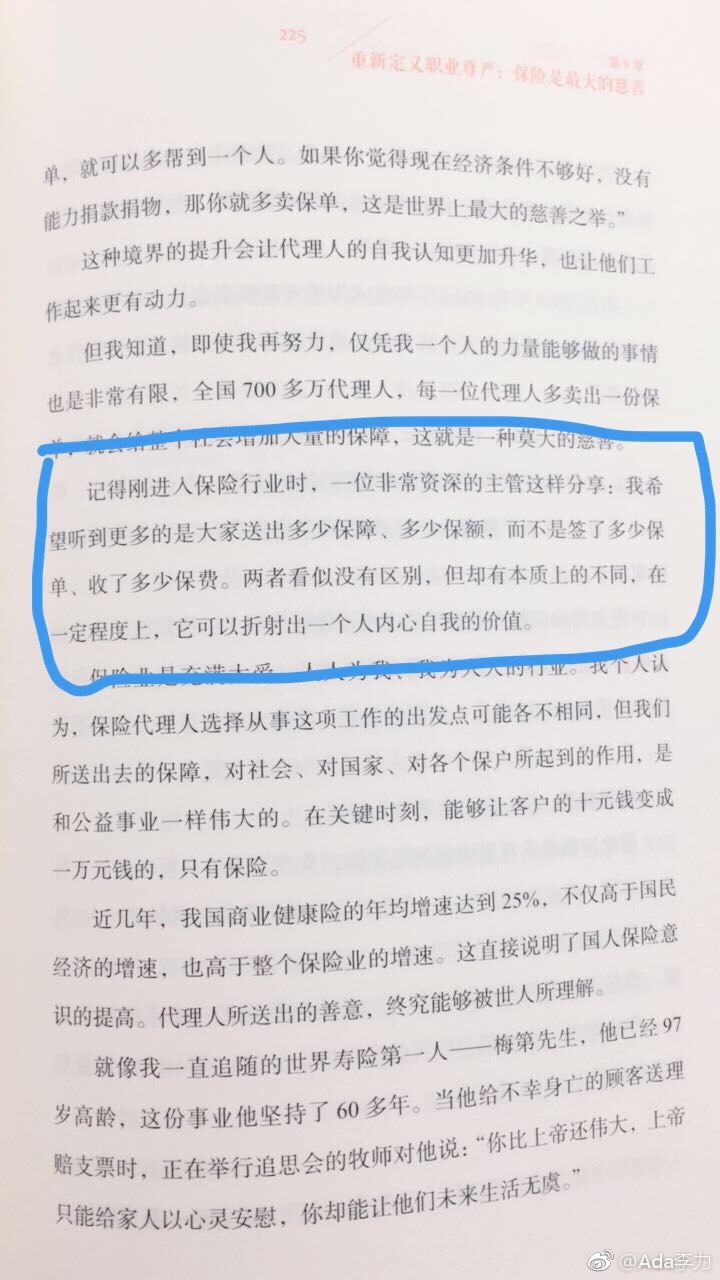 225
第5章
重新定义职业尊严：保险是最大的慈善
单，就可以多帮到一个人。如果你觉得现在经济条件不够好，没有
能力捐款捐物，那你就多卖保单，这是世界上最大的慈善之举。”
这种境界的提升会让代理人的自我认知更加升华，也让他们工
作起来更有动力。
但我知道，即使我再努力，仅凭我一个人的力量能够做的事情
也是非常有限，全国 700 多万代理人，每一位代理人多卖出一份保
单，就会给整个社会增加大量的保障，这就是一种莫大的慈善。
记得刚进入保险行业时，一位非常资深的主管这样分享：我希
望听到更多的是大家送出多少保障、多少保额，而不是签了多少保
单、收了多少保费。两者看似没有区别，但却有本质上的不同，在
一定程度上，它可以折射出一个人内心自我的价值。
保险业是充满大爱、人人为我、我为人人的行业。我个人认
为，保险代理人选择从事这项工作的出发点可能各不相同，但我们
所送出去的保障，对社会、对国家、对各个保户所起到的作用，是
和公益事业一样伟大的。在关键时刻，能够让客户的十元钱变成
一万元钱的，只有保险。
近几年，我国商业健康险的年均增速达到 25%，不仅高于国民
经济的增速，也高于整个保险业的增速。这直接说明了国人保险意
识的提高。代理人所送出的善意，终究能够被世人所理解。
就像我一直追随的世界寿险第一人——梅第先生，他已经 97
岁高龄，这份事业他坚持了 60 多年。当他给不幸身亡的顾客送理
赔支票时，正在举行追思会的牧师对他说：“你比上帝还伟大，上帝
只能给家人以心灵安慰，你却能让他们未来生活无虞。”
@Ada李力